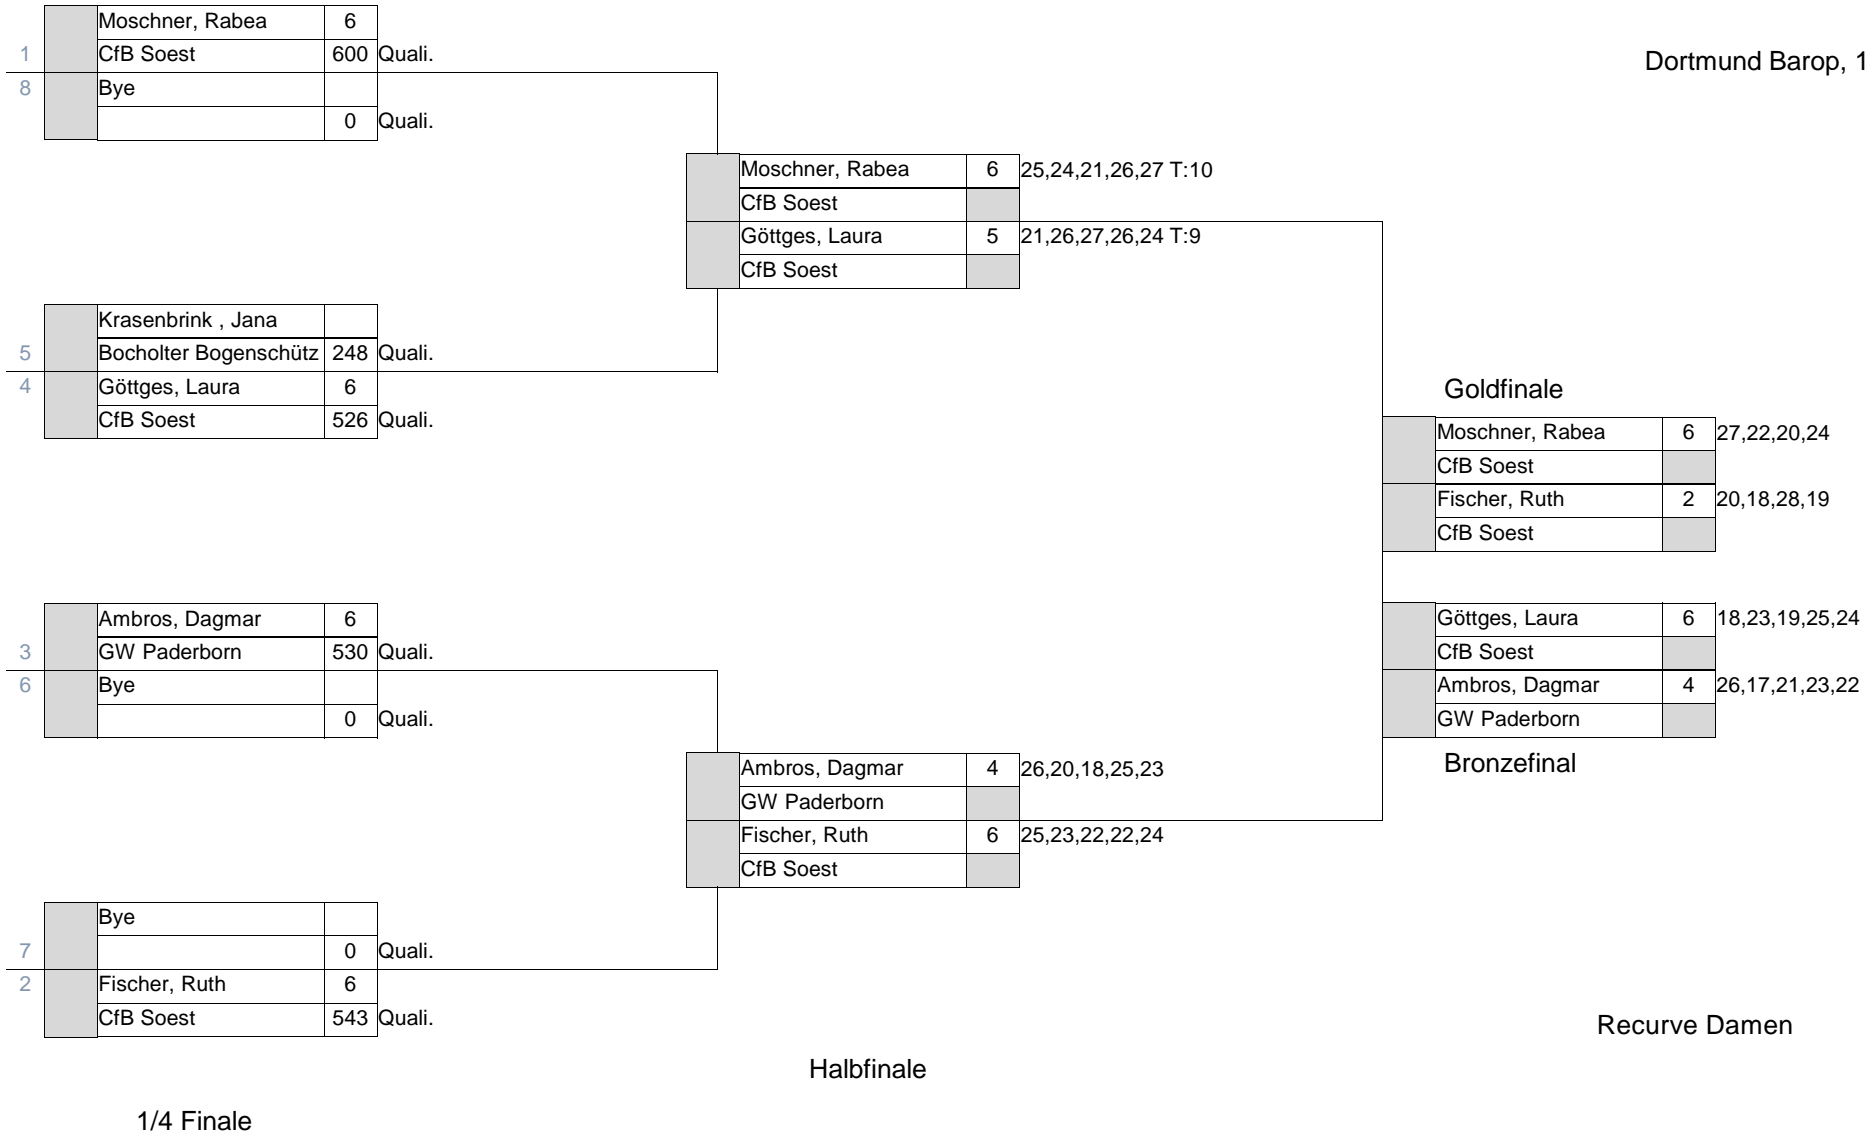 Moschner, Rabea 6
1 CfB Soest 600 Quali.
8 Bye
0 Quali.
Dortmund Barop, 1
Moschner, Rabea 6 25,24,21,26,27 T:10
CfB Soest
Göttges, Laura 5 21,26,27,26,24 T:9
CfB Soest
Krasenbrink , Jana
5 Bocholter Bogenschütz 248 Quali.
4 Göttges, Laura 6
CfB Soest 526 Quali.
Goldfinale
Moschner, Rabea 6 27,22,20,24
CfB Soest
Fischer, Ruth 2 20,18,28,19
CfB Soest
Ambros, Dagmar 6
3 GW Paderborn 530 Quali.
6 Bye
0 Quali.
Göttges, Laura 6 18,23,19,25,24
CfB Soest
Ambros, Dagmar 4 26,17,21,23,22
GW Paderborn
Bronzefinal
Ambros, Dagmar 4 26,20,18,25,23
GW Paderborn
Fischer, Ruth 6 25,23,22,22,24
CfB Soest
Bye
7 0 Quali.
2 Fischer, Ruth 6
CfB Soest 543 Quali.
Recurve Damen
Halbfinale
1/4 Finale